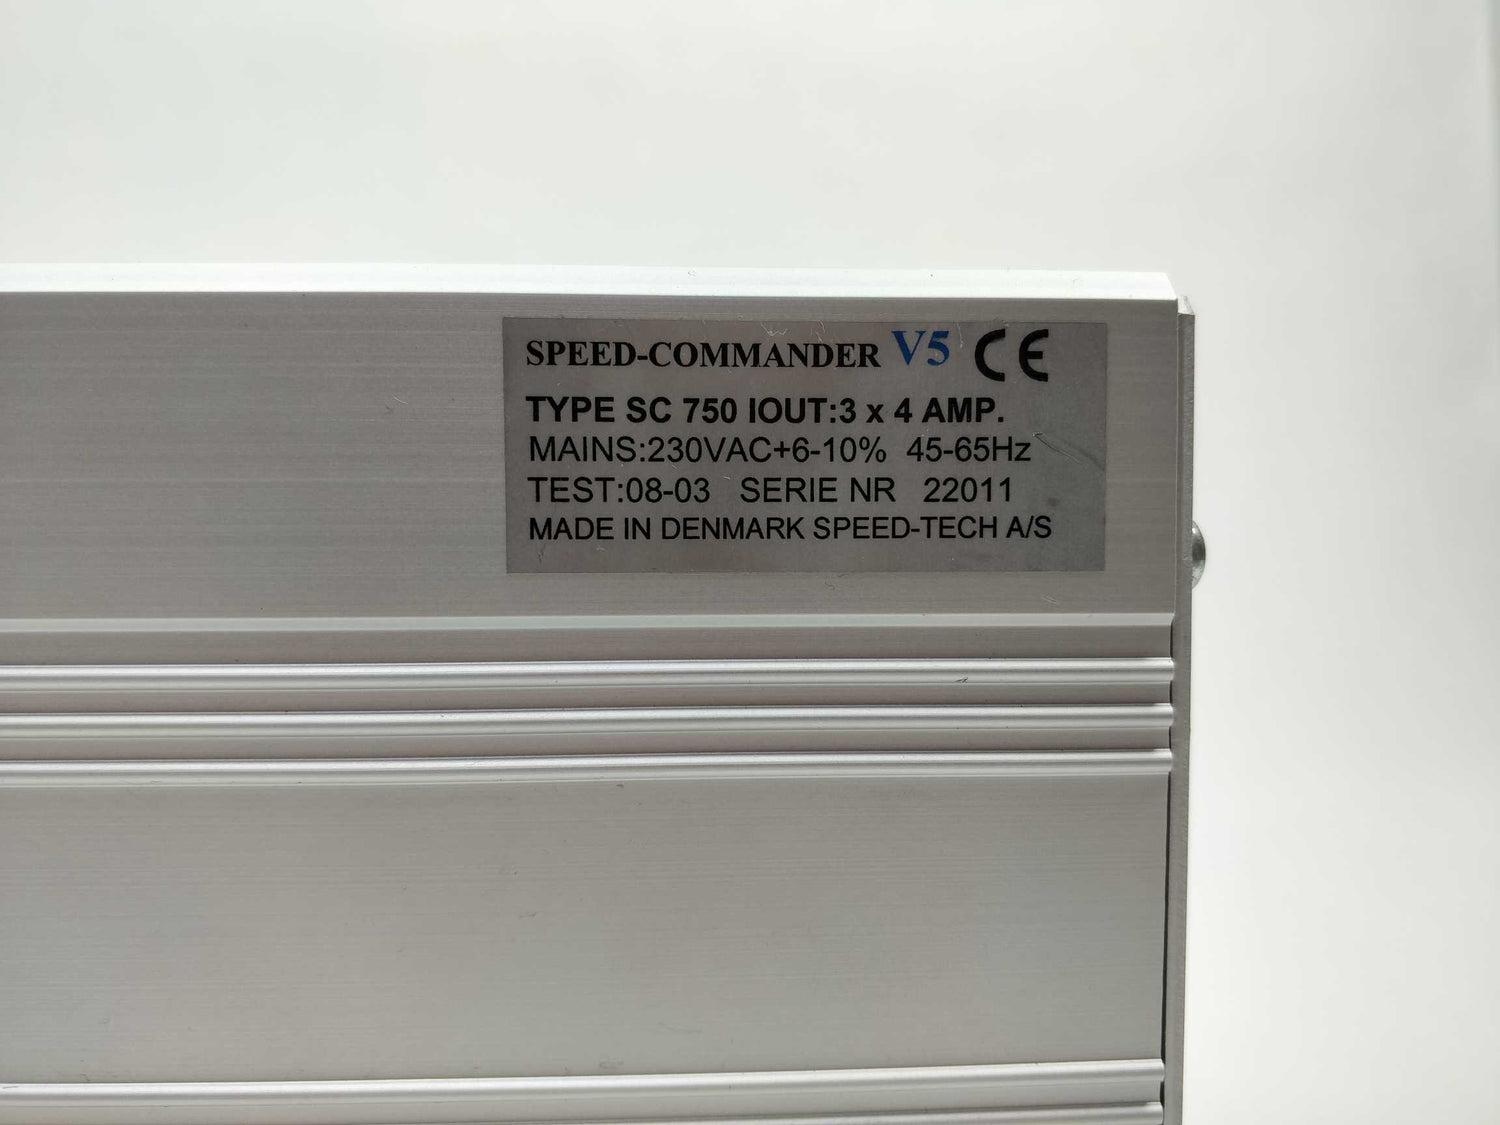 SPEED-COMMANDER V5 CE
TYPE SC 750 IOUT:3 x 4 AMP.
MAINS:230VAC+6-10% 45-65Hz
TEST:08-03 SERIE NR 22011
MADE IN DENMARK SPEED-TECH A/S